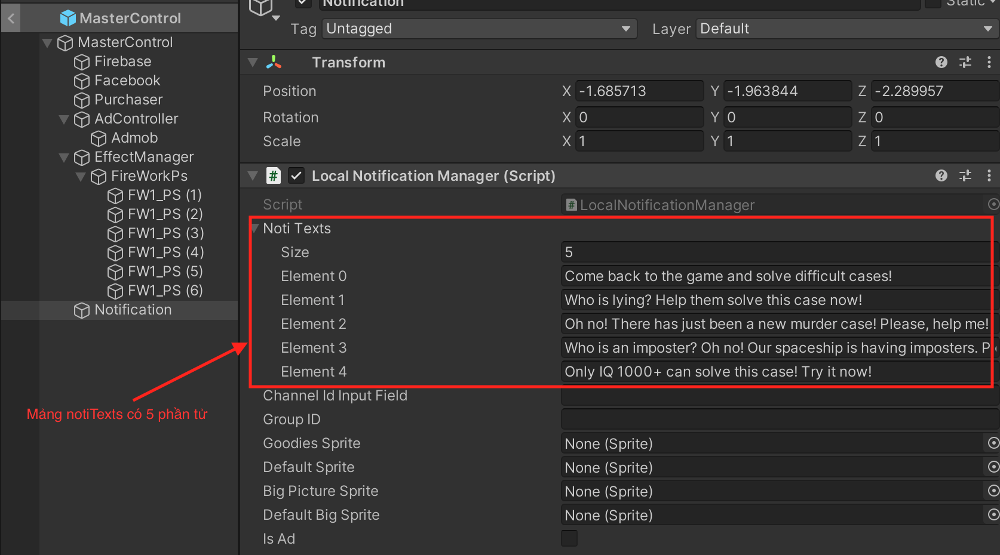 MasterControl
MasterControl
Firebase
Facebook
Purchaser
AdController
Admob
EffectManager
FireWorkPs
FW1_PS (1)
FW1_PS (2)
FW1_PS (3)
FW1_PS (4)
FW1_PS (5)
FW1_PS (6)
Notification
Mảng notiTexts có 5 phần tử
Notification Static
Tag Untagged Layer Default
Transform
Position X -1.685713 Y -1.963844 Z -2.289957
Rotation X 0 Y 0 Z 0
Scale X 1 Y 1 Z 1
# Local Notification Manager (Script)
Script # LocalNotificationManager
Noti Texts
Size 5
Element 0 Come back to the game and solve difficult cases!
Element 1 Who is lying? Help them solve this case now!
Element 2 Oh no! There has just been a new murder case! Please, help me!
Element 3 Who is an imposter? Oh no! Our spaceship is having imposters.
Element 4 Only IQ 1000+ can solve this case! Try it now!
Channel Id Input Field
Group ID
Goodies Sprite None (Sprite)
Default Sprite None (Sprite)
Big Picture Sprite None (Sprite)
Default Big Sprite None (Sprite)
Is Ad